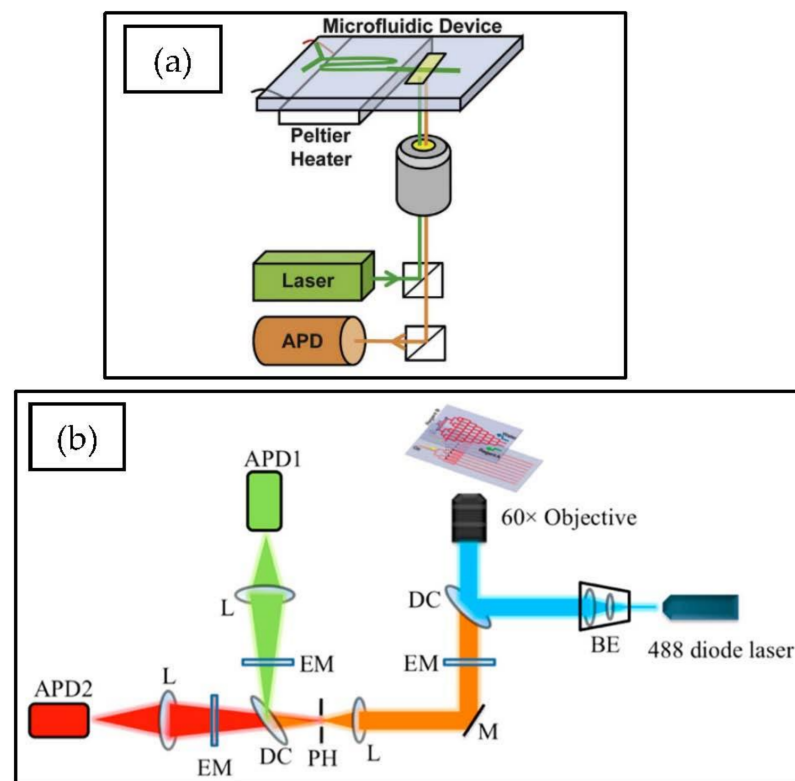 (a)
Microfluidic Device
Peltier
Heater
Laser
APD
(b)
APD1
60× Objective
L
DC
BE
488 diode laser
EM
EM
APD2
L
EM
DC
PH
L
M